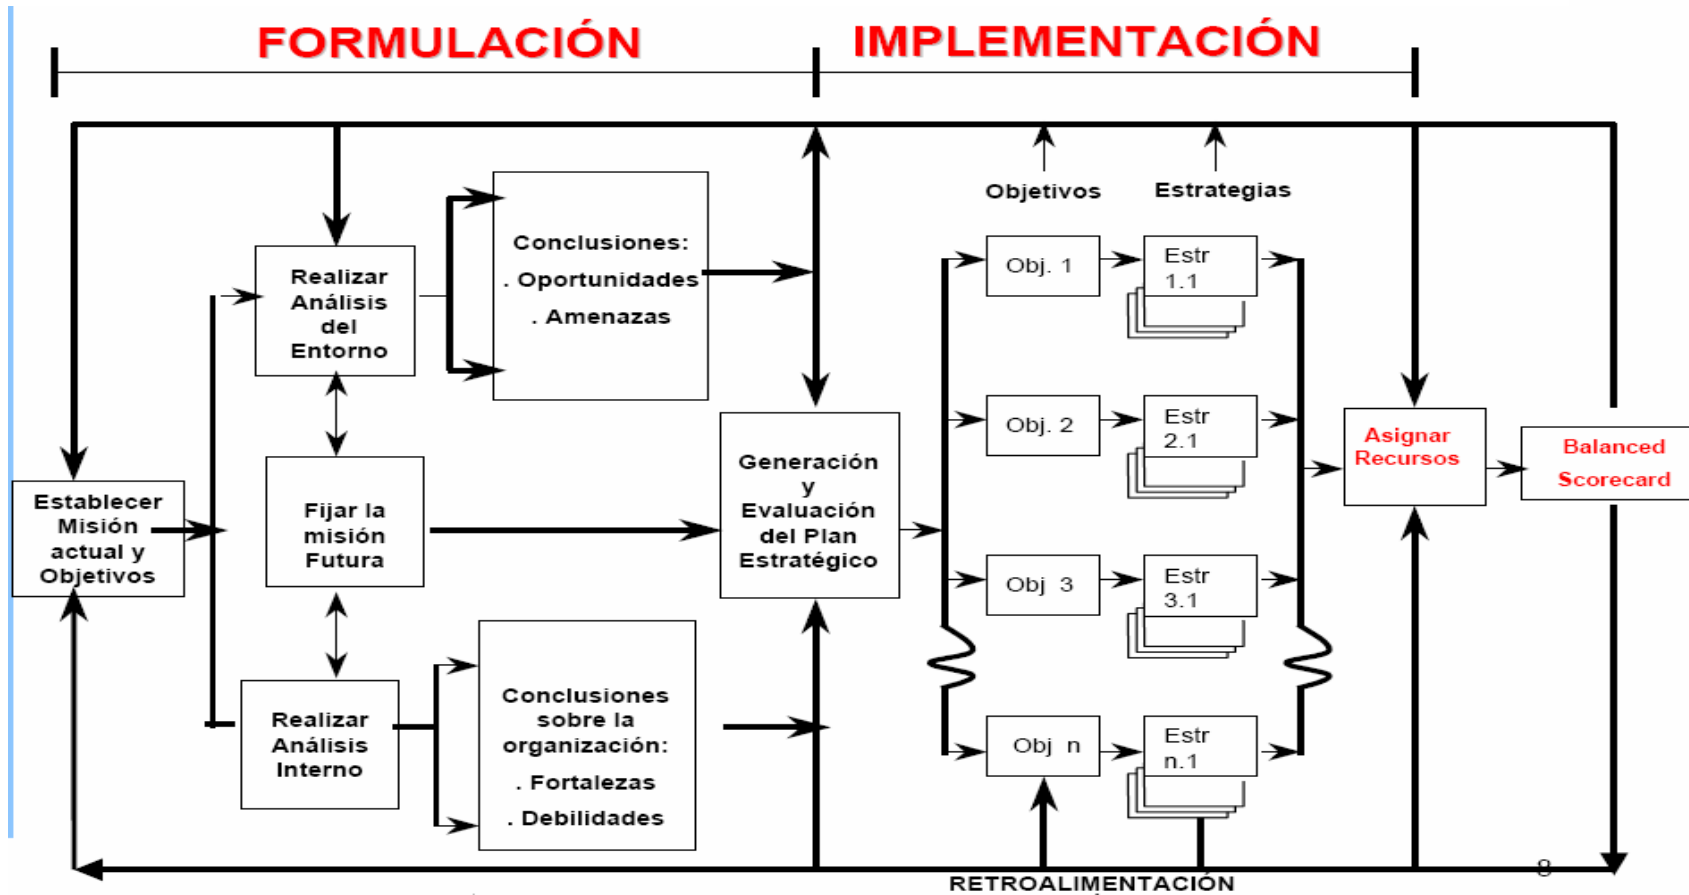 FORMULACIÓN
IMPLEMENTACIÓN
Objetivos
Estrategias
Realizar
Análisis
del
Entorno
Conclusiones:
. Oportunidades
. Amenazas
Obj. 1
Estr
1.1
Obj. 2
Estr
2.1
Asignar
Recursos
Balanced
Scorecard
Establecer
Misión
actual y
Objetivos
Fijar la
misión
Futura
Generación
y
Evaluación
del Plan
Estratégico
Obj 3
Estr
3.1
Realizar
Análisis
Interno
Conclusiones
sobre la
organización:
. Fortalezas
. Debilidades
Obj n
Estr
n.1
8
RETROALIMENTACIÓN